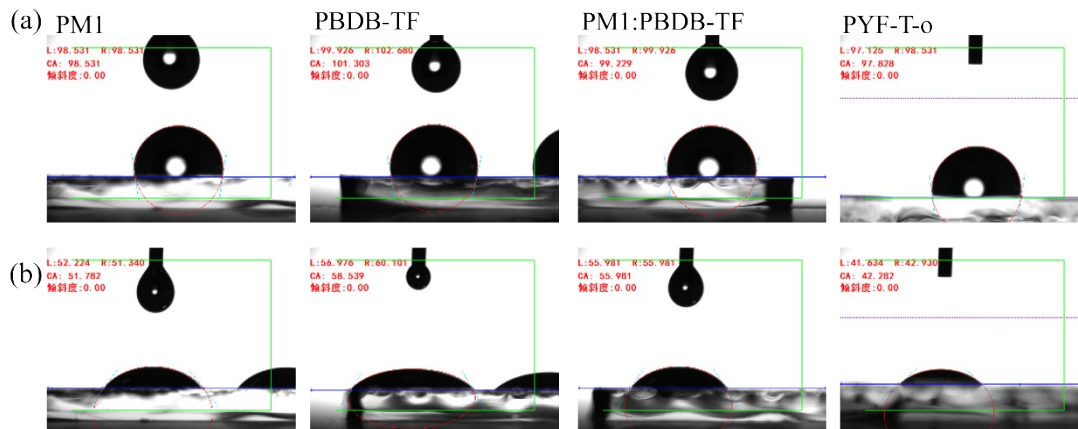 (a)
PM1
L:98.531 R:98.531
CA: 98.531
倾斜度:0.00
PBDB-TF
L:99.926 R:102.680
CA: 101.303
倾斜度:0.00
PM1:PBDB-TF
L:98.531 R:99.926
CA: 99.229
倾斜度:0.00
PYF-T-o
L:97.125 R:98.531
CA: 97.828
倾斜度:0.00
(b)
L:52.224 R:51.340
CA: 51.782
倾斜度:0.00
L:56.976 R:60.101
CA: 58.539
倾斜度:0.00
L:55.981 R:55.981
CA: 55.981
倾斜度:0.00
L:41.634 R:42.930
CA: 42.282
倾斜度:0.00